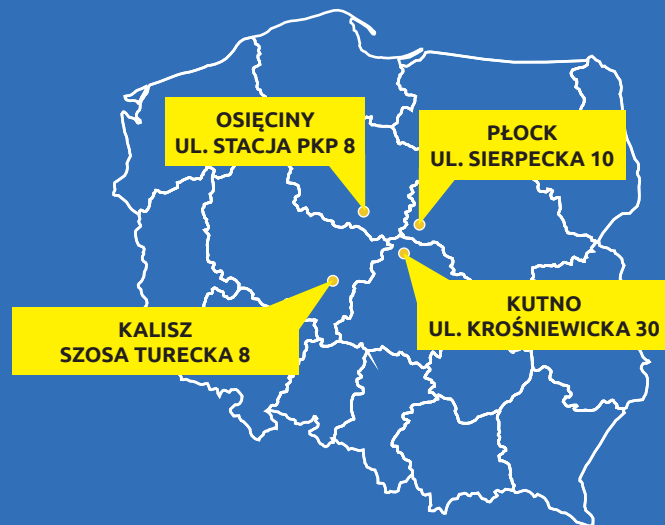 OSIĘCINY
UL. STACJA PKP 8
PŁOCK
UL. SIERPECKA 10
KALISZ
SZOSA TURECKA 8
KUTNO
UL. KROŚNIEWICKA 30